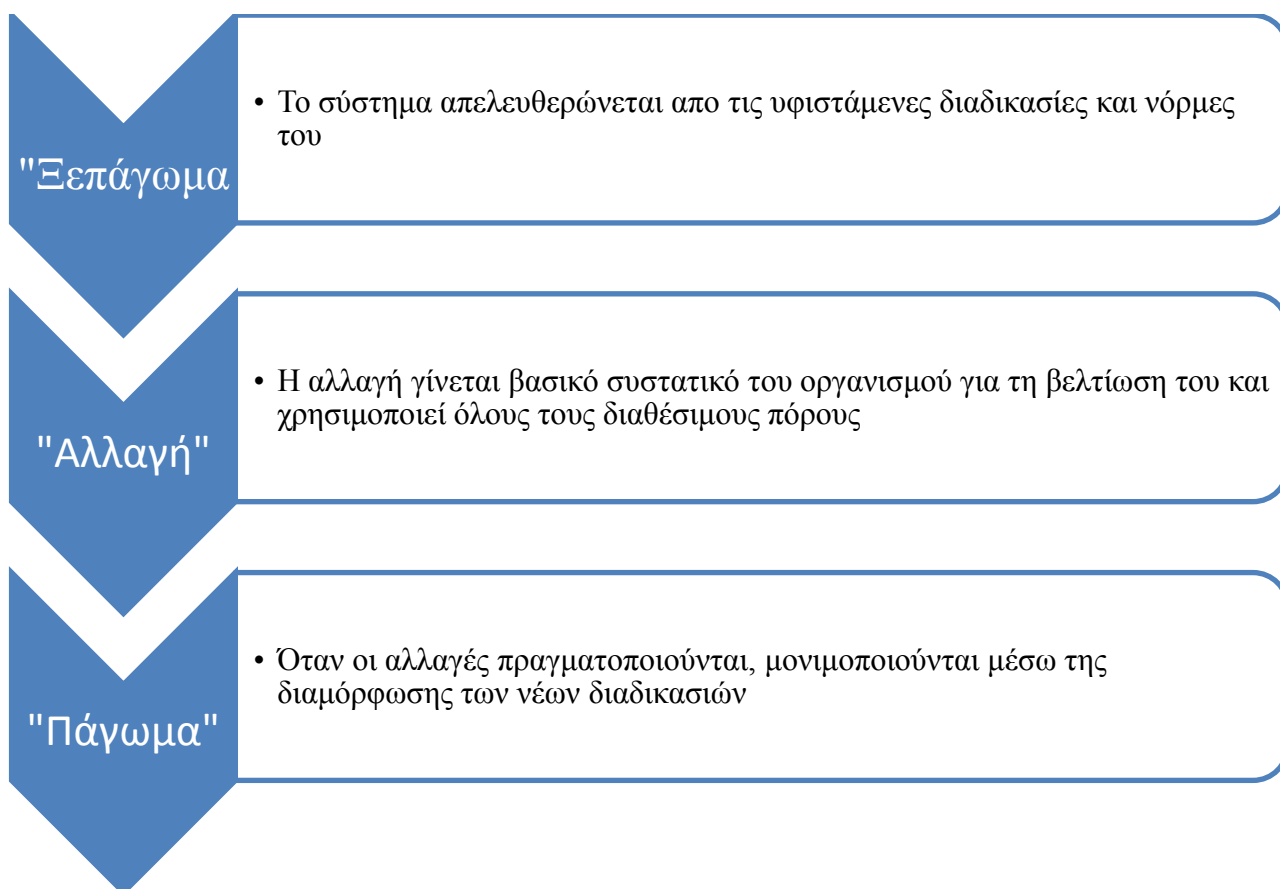 "Ξεπάγωμα
• Το σύστημα απελευθερώνεται απο τις υφιστάμενες διαδικασίες και νόρμες
του
"Αλλαγή"
• Η αλλαγή γίνεται βασικό συστατικό του οργανισμού για τη βελτίωση του και
χρησιμοποιεί όλους τους διαθέσιμους πόρους
"Πάγωμα"
• Όταν οι αλλαγές πραγματοποιούνται, μονιμοποιούνται μέσω της
διαμόρφωσης των νέων διαδικασιών